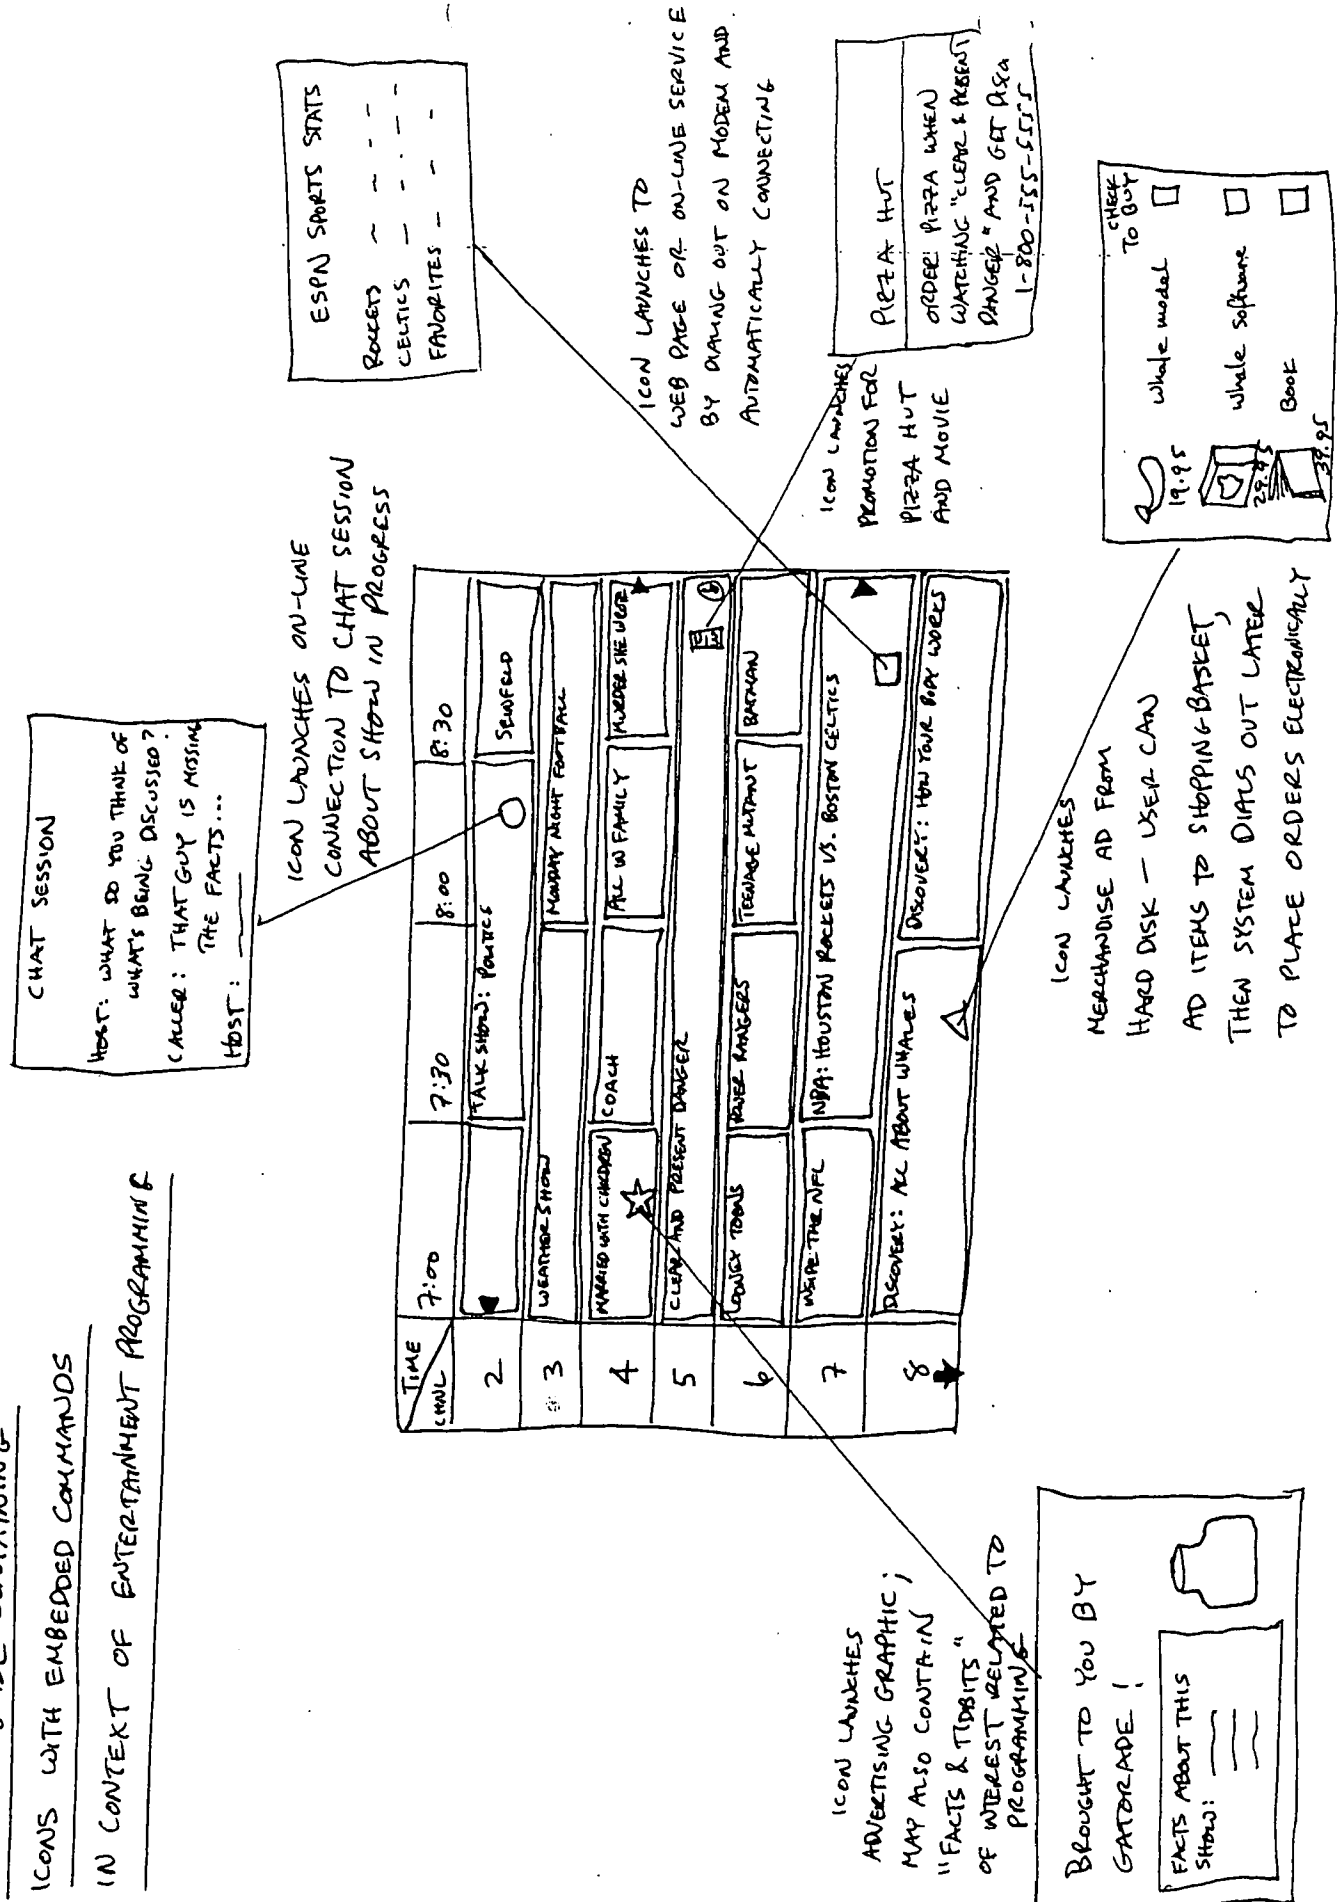 ICONS WITH EMBEDDED COMMANDS
IN CONTEXT OF ENTERTAINMENT PROGRAMMING
CHAT SESSION
HOST: WHAT DO YOU THINK OF
WHAT'S BEING DISCUSSED?
CALLER: THAT GUY IS MISSING
THE FACTS...
HOST:
ICON LAUNCHES ON-LINE
CONNECTION TO CHAT SESSION
ABOUT SHOW IN PROGRESS
ESPN SPORTS STATS
ROCKETS
CELTICS
FAVORITES
ICON LAUNCHES TO
WEB PAGE OR ON-LINE SERVICE
BY DIALING OUT ON MODEM AND
AUTOMATICALLY CONNECTING
TIME
CHNL
7:00 7:30 8:00 8:30
2 TALK SHOW: POLITICS SEINFELD
3 WEATHER SHOW MONDAY NIGHT FOOTBALL
4 MARRIED WITH CHILDREN COACH ALL IN FAMILY MURDER SHE WROTE
5 CLEAR AND PRESENT DANGER
6 LOONEY TOONS POWER RANGERS TEENAGE MUTANT BATMAN
7 INSIDE THE NFL NBA: HOUSTON ROCKETS VS. BOSTON CELTICS
8 DISCOVERY: ALL ABOUT WHALES DISCOVERY: HOW YOUR BODY WORKS
ICON LAUNCHES
PROMOTION FOR
PIZZA HUT
AND MOVIE
PIZZA HUT
ORDER PIZZA WHEN
WATCHING "CLEAR & PRESENT
DANGER" AND GET
1-800-555-5555
ICON LAUNCHES
ADVERTISING GRAPHIC;
MAY ALSO CONTAIN
"FACTS & TIDBITS"
OF INTEREST RELATED TO
PROGRAMMING
BROUGHT TO YOU BY
GATORADE!
FACTS ABOUT THIS
SHOW:
ICON LAUNCHES
MERCHANDISE AD FROM
HARD DISK - USER CAN
AD ITEMS TO SHOPPING BASKET,
THEN SYSTEM DIALS OUT LATER
TO PLACE ORDERS ELECTRONICALLY
CHECK
TO BUY
Whale model
19.95
Whale Software
29.95
Book
39.95